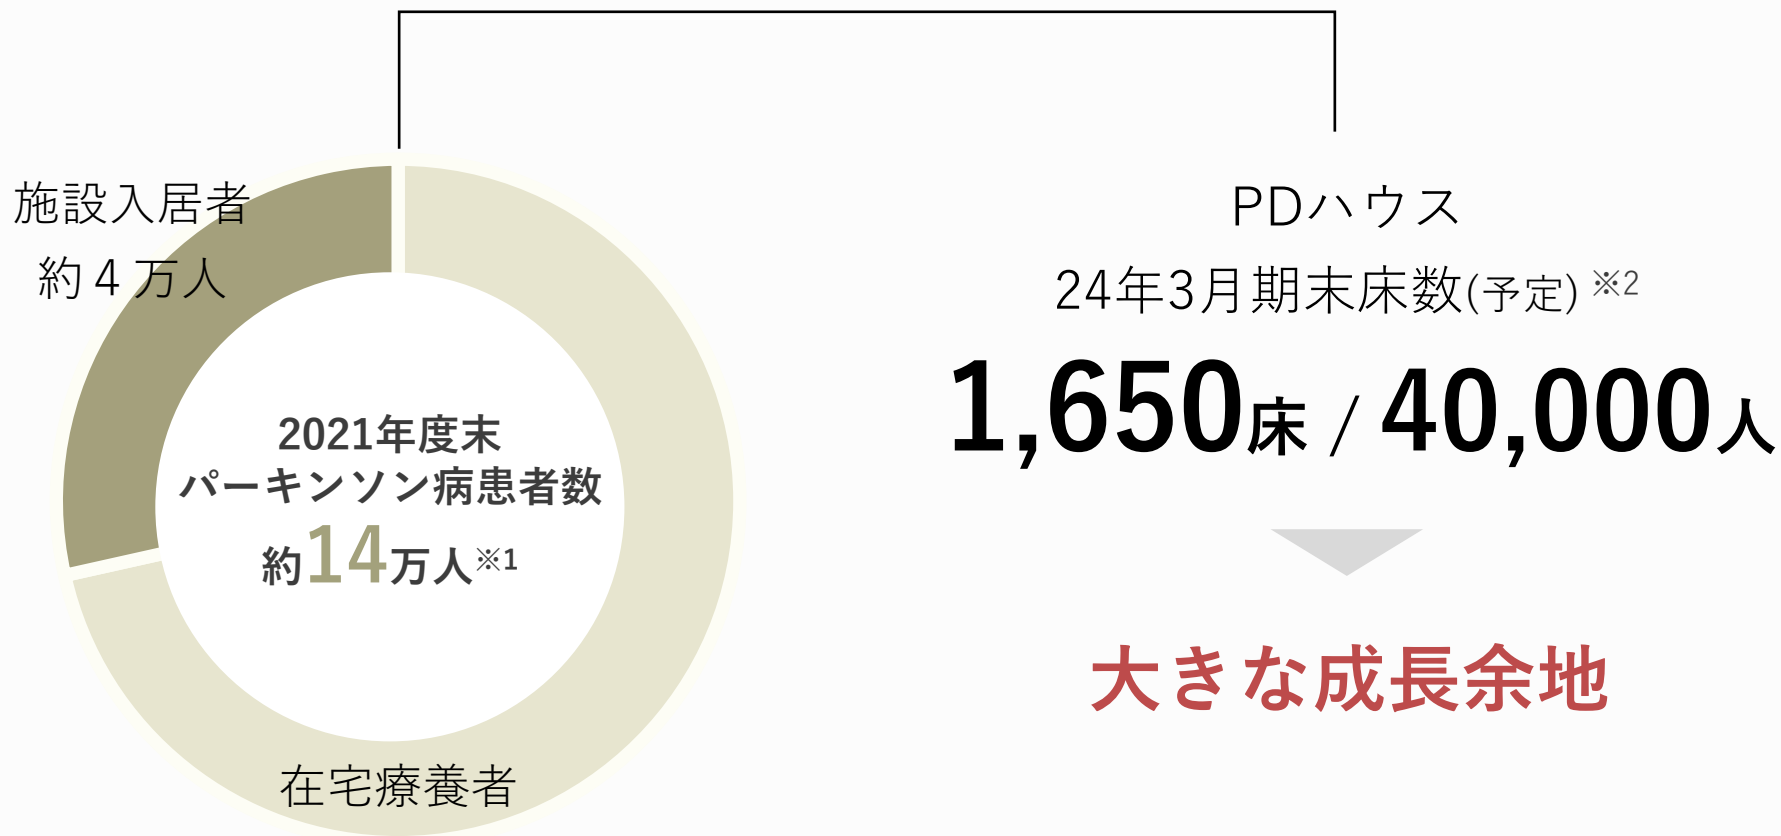 施設入居者
約4万人
2021年度末
パーキンソン病患者数
約14万人※1
在宅療養者
PDハウス
24年3月期末床数(予定) ※2
1,650床 / 40,000人
大きな成長余地